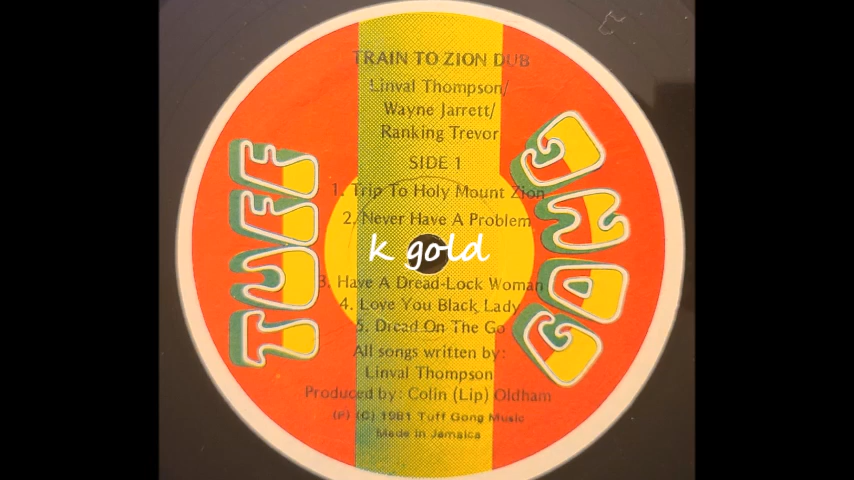 TRAIN TO ZION DUB
Linval Thompson/
Wayne Jarrett/
Ranking Trevor
SIDE 1
1. Trip To Holy Mount Zion
2. Never Have A Problem
k gold
3. Have A Dread-Lock Woman
4. Love You Black Lady
5. Dread On The Go
All songs written by:
Linval Thompson
Produced by: Colin (Lip) Oldham
(P) (C) 1981 Tuff Gong Music
Made in Jamaica
TUFF
GONG